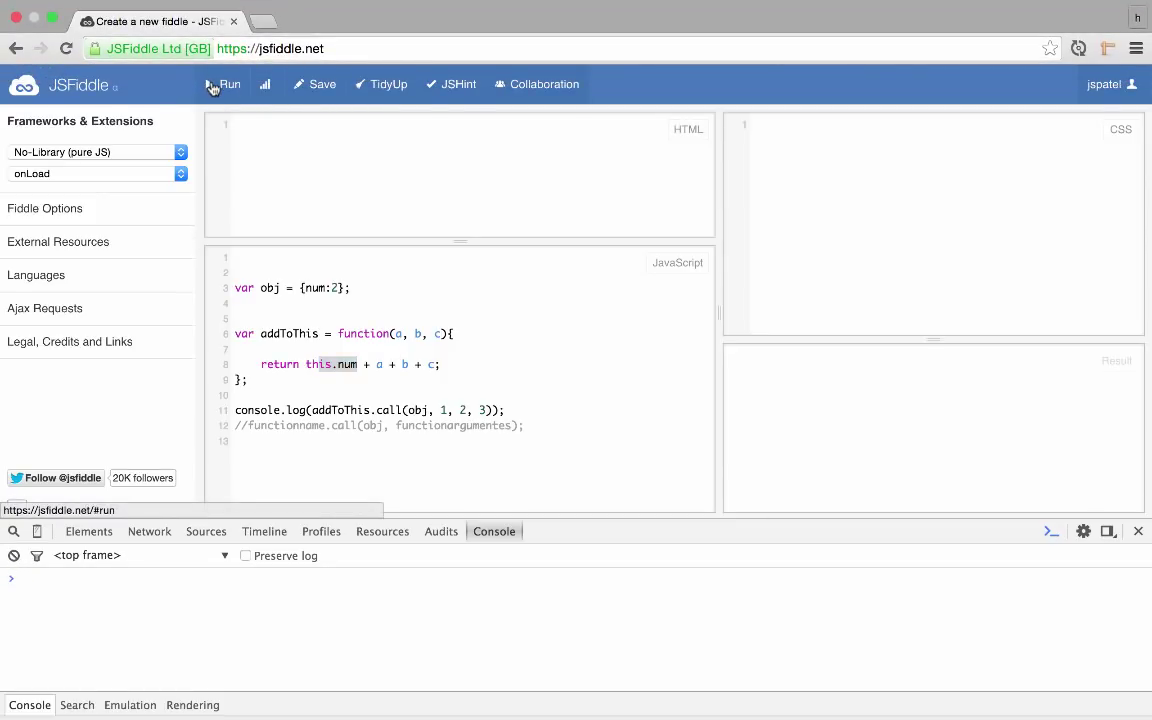 Create a new fiddle - JSFi
h
JSFiddle Ltd [GB] https://jsfiddle.net
JSFiddle α
Run
Save
TidyUp
JSHint
Collaboration
jspatel
Frameworks & Extensions
No-Library (pure JS)
onLoad
Fiddle Options
External Resources
Languages
Ajax Requests
Legal, Credits and Links
Follow @jsfiddle 20K followers
https://jsfiddle.net/#run
1
HTML
1
CSS
JavaScript
Result
1
2
3 var obj = {num:2};
4
5
6 var addToThis = function(a, b, c){
7
8 return this.num + a + b + c;
9 };
10
11 console.log(addToThis.call(obj, 1, 2, 3));
12 //functionname.call(obj, functionargumentes);
13
Elements Network Sources Timeline Profiles Resources Audits Console
<top frame> Preserve log
Console Search Emulation Rendering